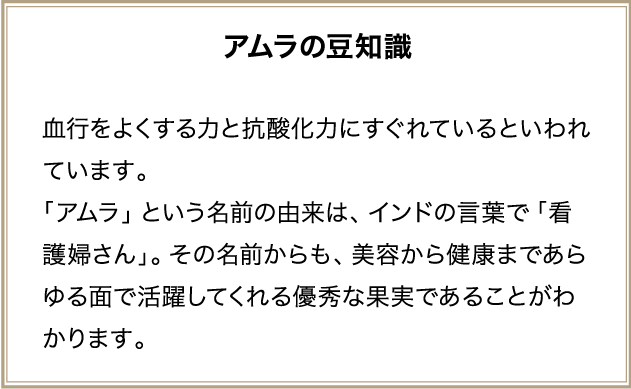 アムラの豆知識
血行をよくする力と抗酸化力にすぐれているといわれ
ています。
「アムラ」という名前の由来は、インドの言葉で「看
護婦さん」。その名前からも、美容から健康まであら
ゆる面で活躍してくれる優秀な果実であることがわ
かります。